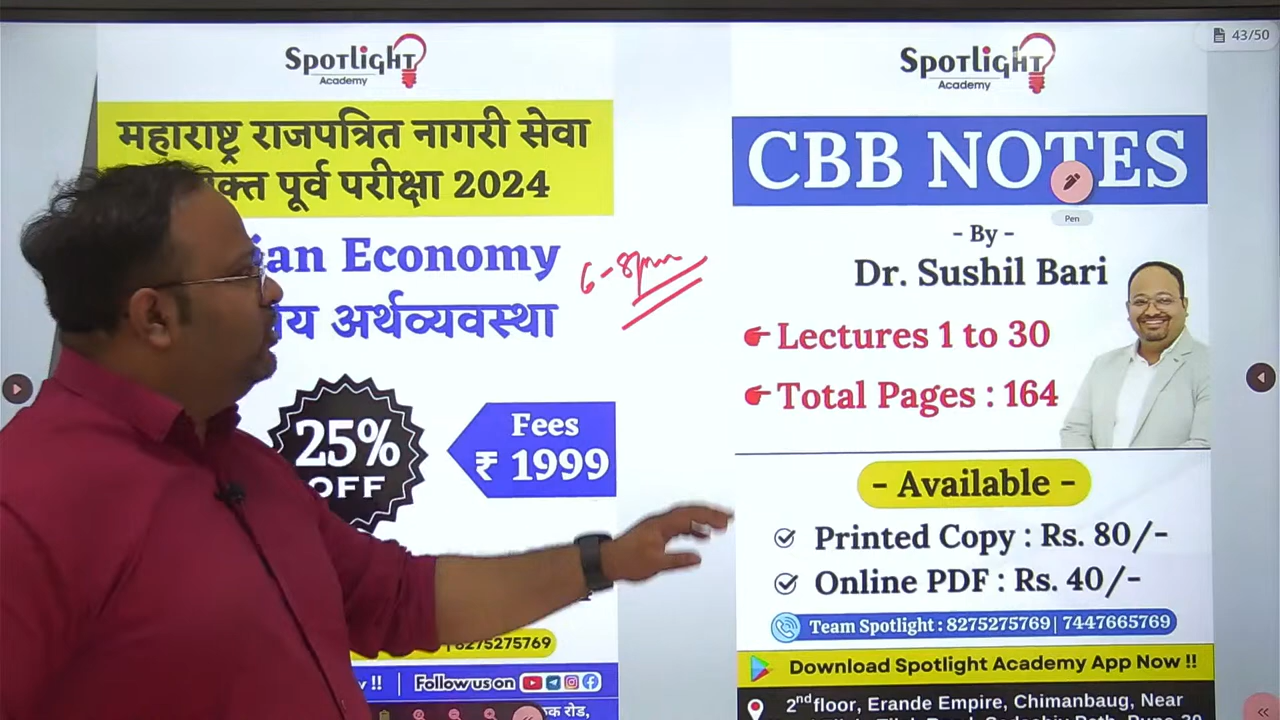 43/50
SPOTLIGHT
Academy
महाराष्ट्र राजपत्रित नागरी सेवा
पूर्व परीक्षा 2024
Economy
अर्थव्यवस्था
6-8pm
25%
OFF
Fees
₹ 1999
8275275769
!! | Follow us on
रोड,
SPOTLIGHT
Academy
CBB NOTES
Pen
- By -
Dr. Sushil Bari
Lectures 1 to 30
Total Pages : 164
- Available -
Printed Copy : Rs. 80/-
Online PDF : Rs. 40/-
Team Spotlight : 8275275769| 7447665769
Download Spotlight Academy App Now !!
2nd floor, Erande Empire, Chimanbaug, Near